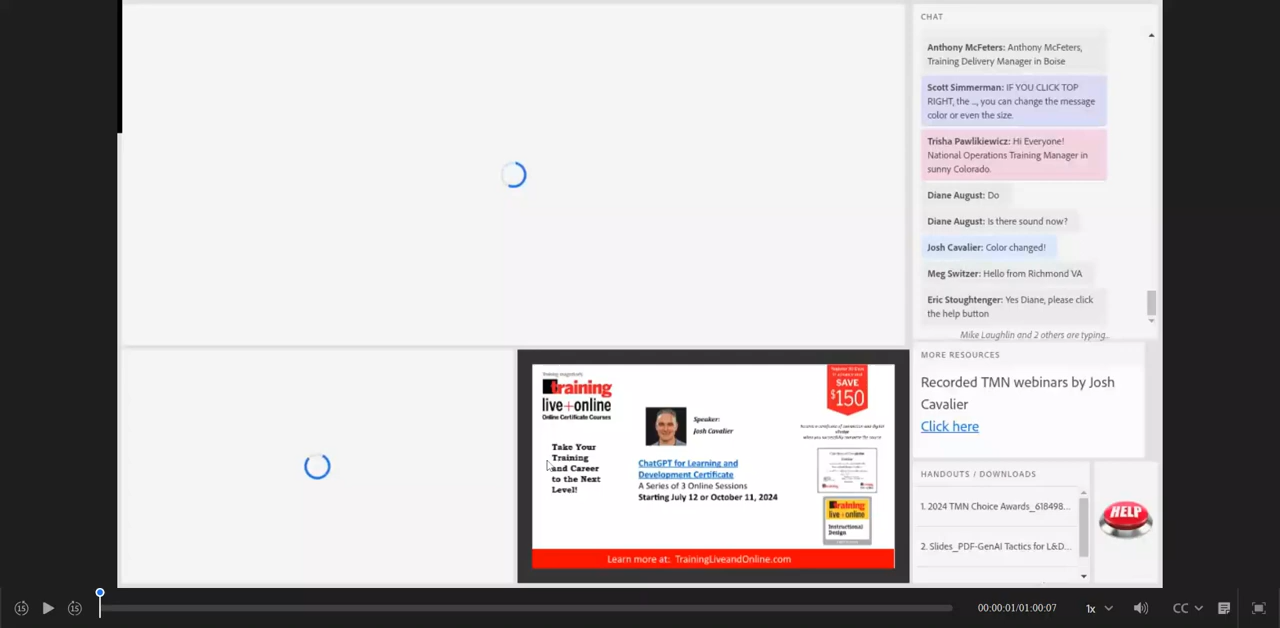 CHAT
Anthony McFeters: Anthony McFeters,
Training Delivery Manager in Boise
Scott Simmerman: IF YOU CLICK TOP
RIGHT, the ..., you can change the message
color or even the size.
Trisha Pawlikiewicz: Hi Everyone!
National Operations Training Manager in
sunny Colorado.
Diane August: Do
Diane August: Is there sound now?
Josh Cavalier: Color changed!
Meg Switzer: Hello from Richmond VA
Eric Stoughtenger: Yes Diane, please click
the help button
Mike Laughlin and 2 others are typing..
MORE RESOURCES
Recorded TMN webinars by Josh
Cavalier
Click here
HANDOUTS / DOWNLOADS
1. 2024 TMN Choice Awards_618498...
2. Slides_PDF-GenAI Tactics for L&D...
HELP
Training magazine's
training
live+online
Online Certificate Courses
Take Your
Training
and Career
to the Next
Level!
Speaker:
Josh Cavalier
ChatGPT for Learning and
Development Certificate
A Series of 3 Online Sessions
Starting July 12 or October 11, 2024
SAVE
$150
training
live+online
Instructional
Design
Learn more at: TrainingLiveandOnline.com
15
15
00:00:01/01:00:07
1x
CC